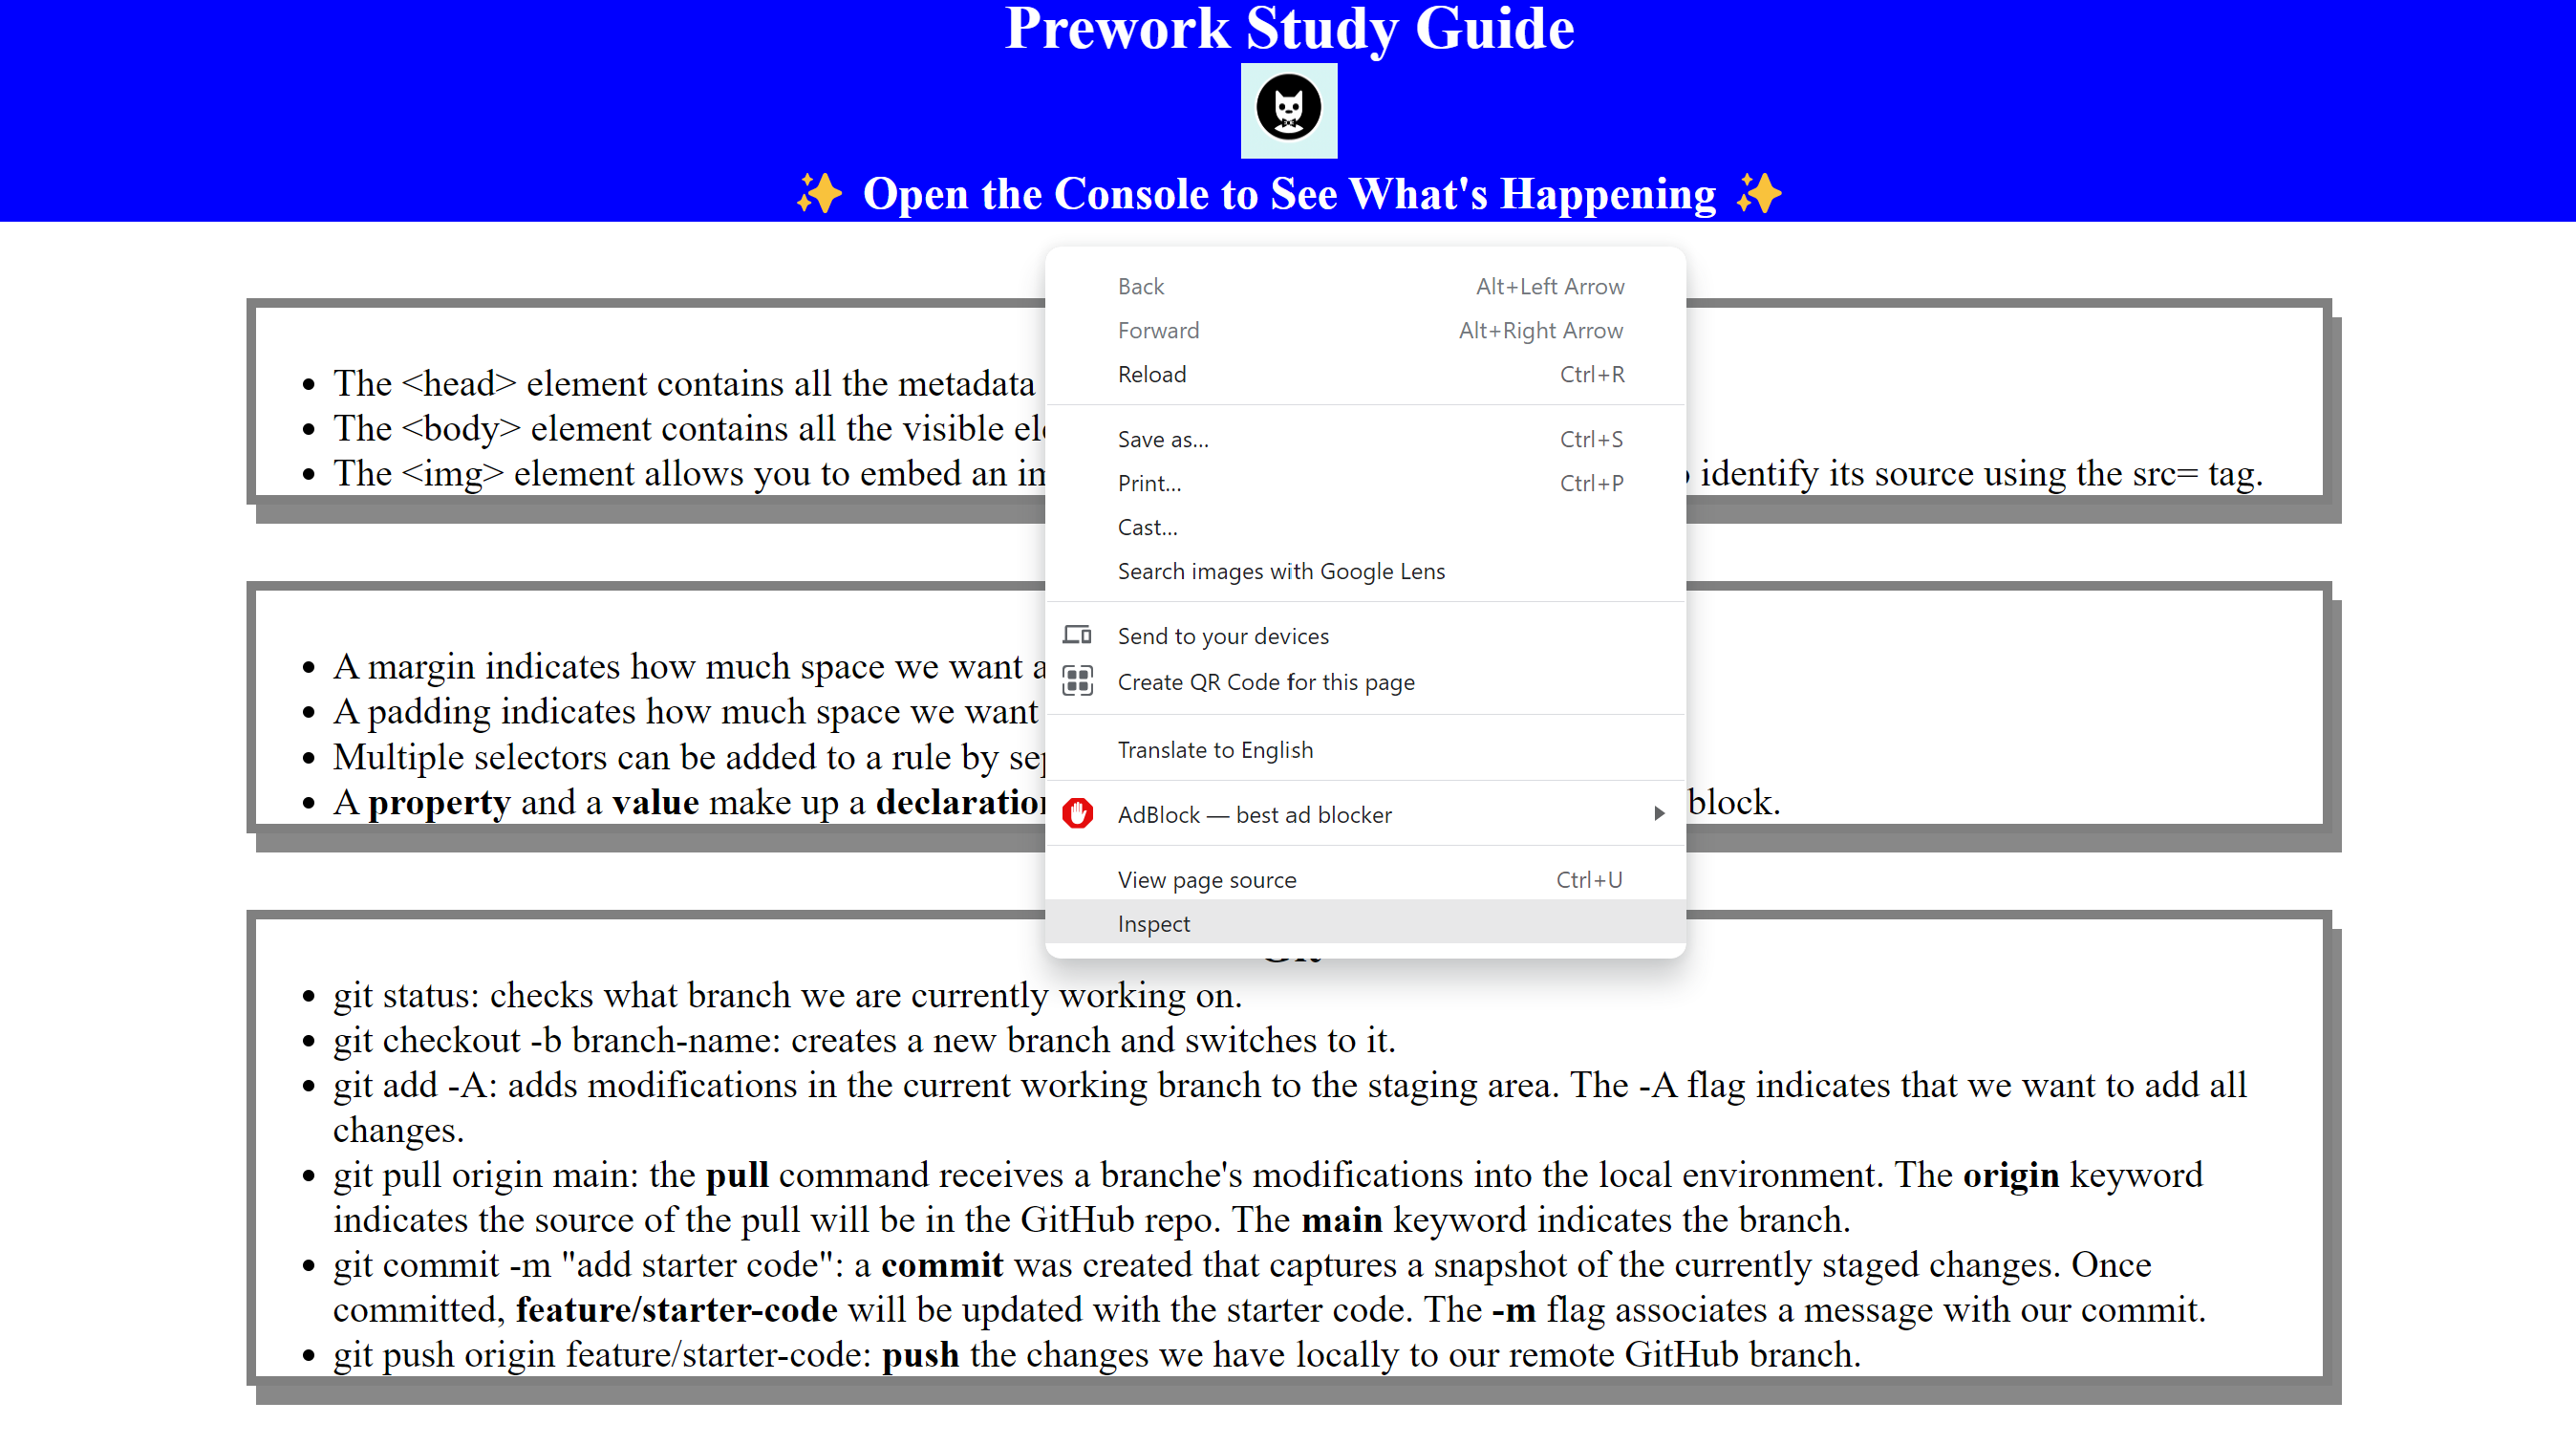 Prework Study Guide
✨ Open the Console to See What's Happening ✨
Back Alt+Left Arrow
Forward Alt+Right Arrow
Reload Ctrl+R
Save as... Ctrl+S
Print... Ctrl+P
Cast...
Search images with Google Lens
Send to your devices
Create QR Code for this page
Translate to English
AdBlock — best ad blocker
View page source Ctrl+U
Inspect
• The <head> element contains all the metadata
• The <body> element contains all the visible
• The <img> element allows you to embed an identify its source using the src= tag.
• A margin indicates how much space we want
• A padding indicates how much space we want
• Multiple selectors can be added to a rule by
• A property and a value make up a block.
• git status: checks what branch we are currently working on.
• git checkout -b branch-name: creates a new branch and switches to it.
• git add -A: adds modifications in the current working branch to the staging area. The -A flag indicates that we want to add all
changes.
• git pull origin main: the pull command receives a branche's modifications into the local environment. The origin keyword
indicates the source of the pull will be in the GitHub repo. The main keyword indicates the branch.
• git commit -m "add starter code": a commit was created that captures a snapshot of the currently staged changes. Once
committed, feature/starter-code will be updated with the starter code. The -m flag associates a message with our commit.
• git push origin feature/starter-code: push the changes we have locally to our remote GitHub branch.